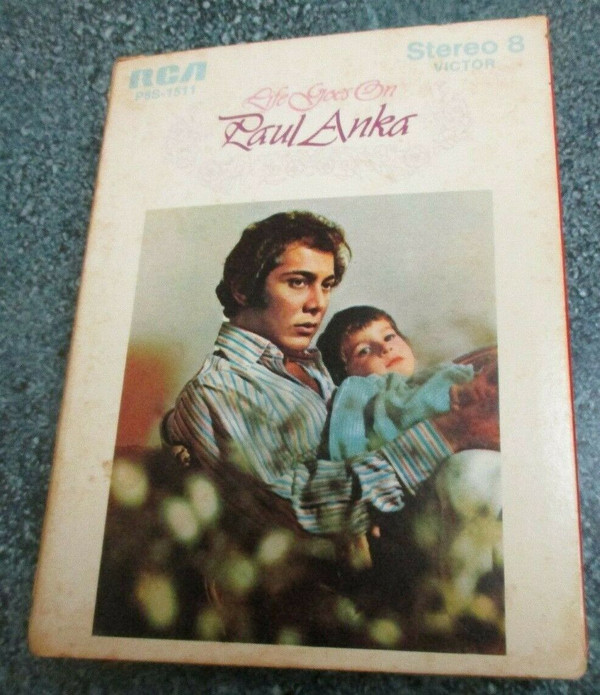 RCA
P8S-1511
Stereo 8
VICTOR
Life Goes On
Paul Anka